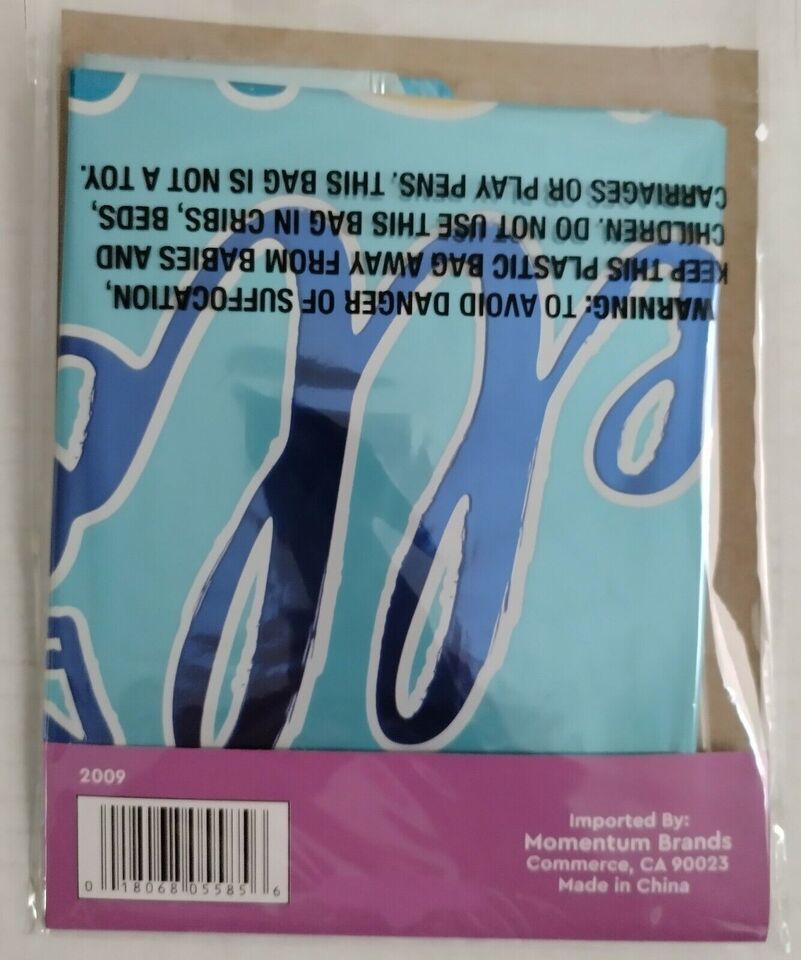 WARNING: TO AVOID DANGER OF SUFFOCATION,
KEEP THIS PLASTIC BAG AWAY FROM BABIES AND
CHILDREN. DO NOT USE THIS BAG IN CRIBS, BEDS,
CARRIAGES OR PLAY PENS. THIS BAG IS NOT A TOY.
2009
0 18068 05585 6
Imported By:
Momentum Brands
Commerce, CA 90023
Made in China